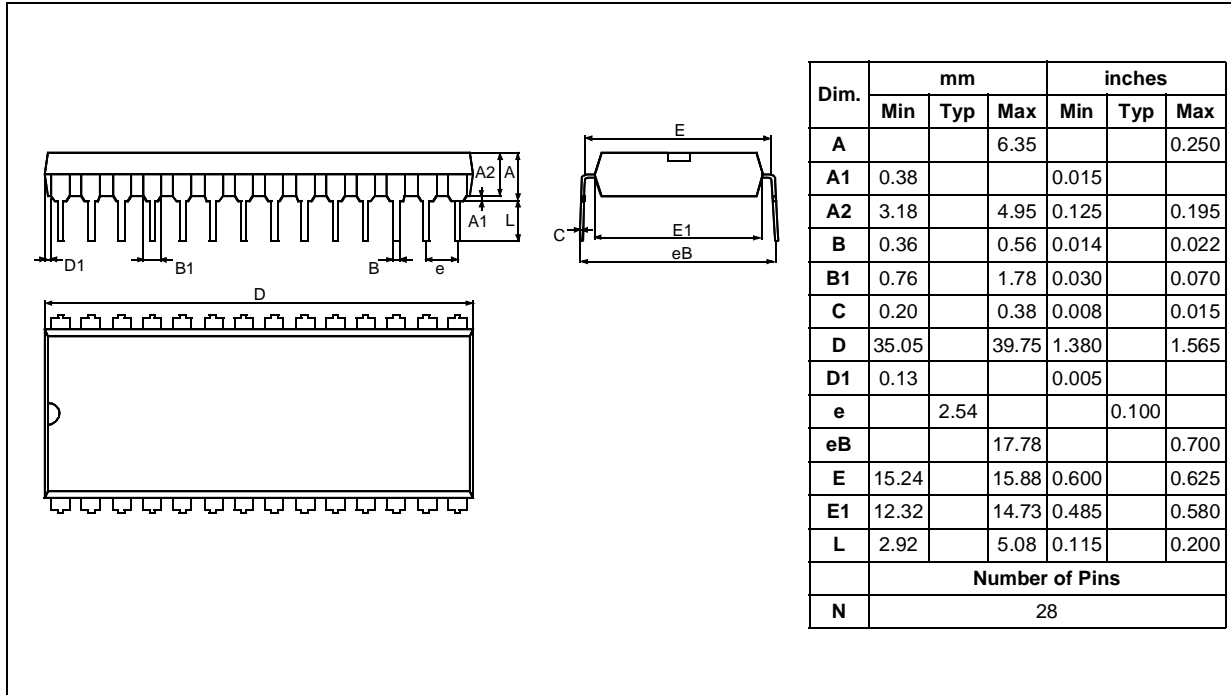 A2
A
A1
L
D1
B1
B
e
D
E
C
E1
eB
Dim. mm inches
Min Typ Max Min Typ Max
A 6.35 0.250
A1 0.38 0.015
A2 3.18 4.95 0.125 0.195
B 0.36 0.56 0.014 0.022
B1 0.76 1.78 0.030 0.070
C 0.20 0.38 0.008 0.015
D 35.05 39.75 1.380 1.565
D1 0.13 0.005
e 2.54 0.100
eB 17.78 0.700
E 15.24 15.88 0.600 0.625
E1 12.32 14.73 0.485 0.580
L 2.92 5.08 0.115 0.200
Number of Pins
N 28